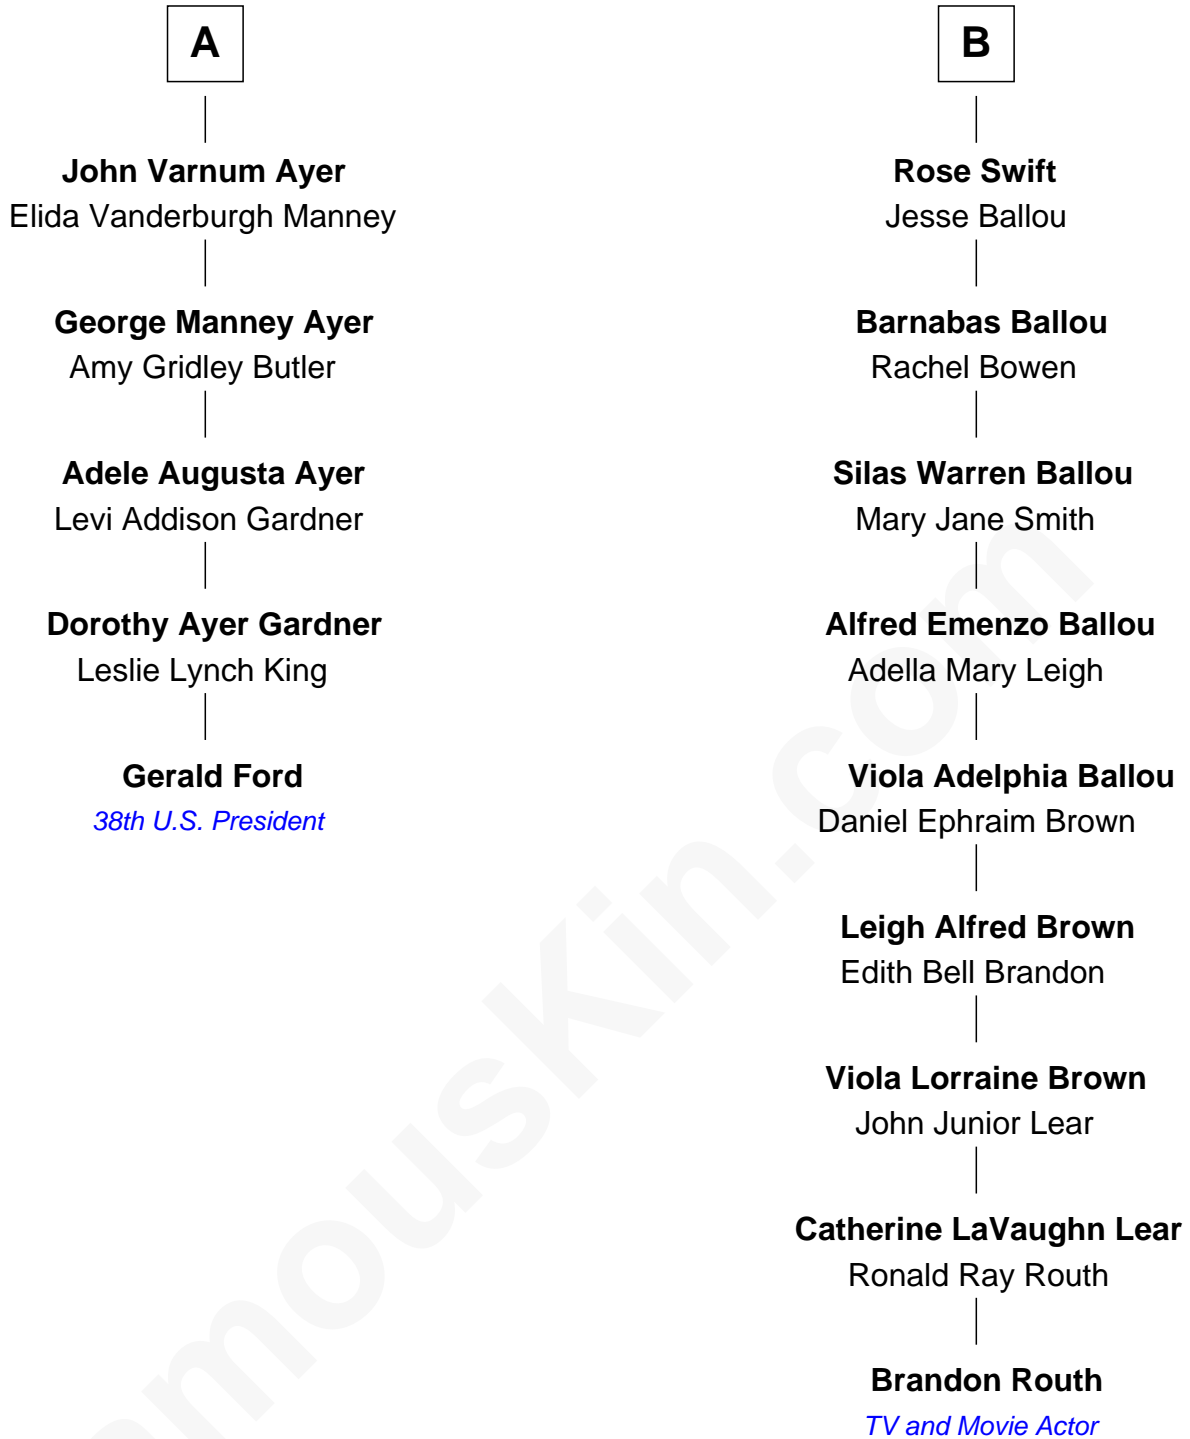 A
John Varnum Ayer
Elida Vanderburgh Manney
George Manney Ayer
Amy Gridley Butler
Adele Augusta Ayer
Levi Addison Gardner
Dorothy Ayer Gardner
Leslie Lynch King
Gerald Ford
38th U.S. President
B
Rose Swift
Jesse Ballou
Barnabas Ballou
Rachel Bowen
Silas Warren Ballou
Mary Jane Smith
Alfred Emenzo Ballou
Adella Mary Leigh
Viola Adelphia Ballou
Daniel Ephraim Brown
Leigh Alfred Brown
Edith Bell Brandon
Viola Lorraine Brown
John Junior Lear
Catherine LaVaughn Lear
Ronald Ray Routh
Brandon Routh
TV and Movie Actor
amouskin.com